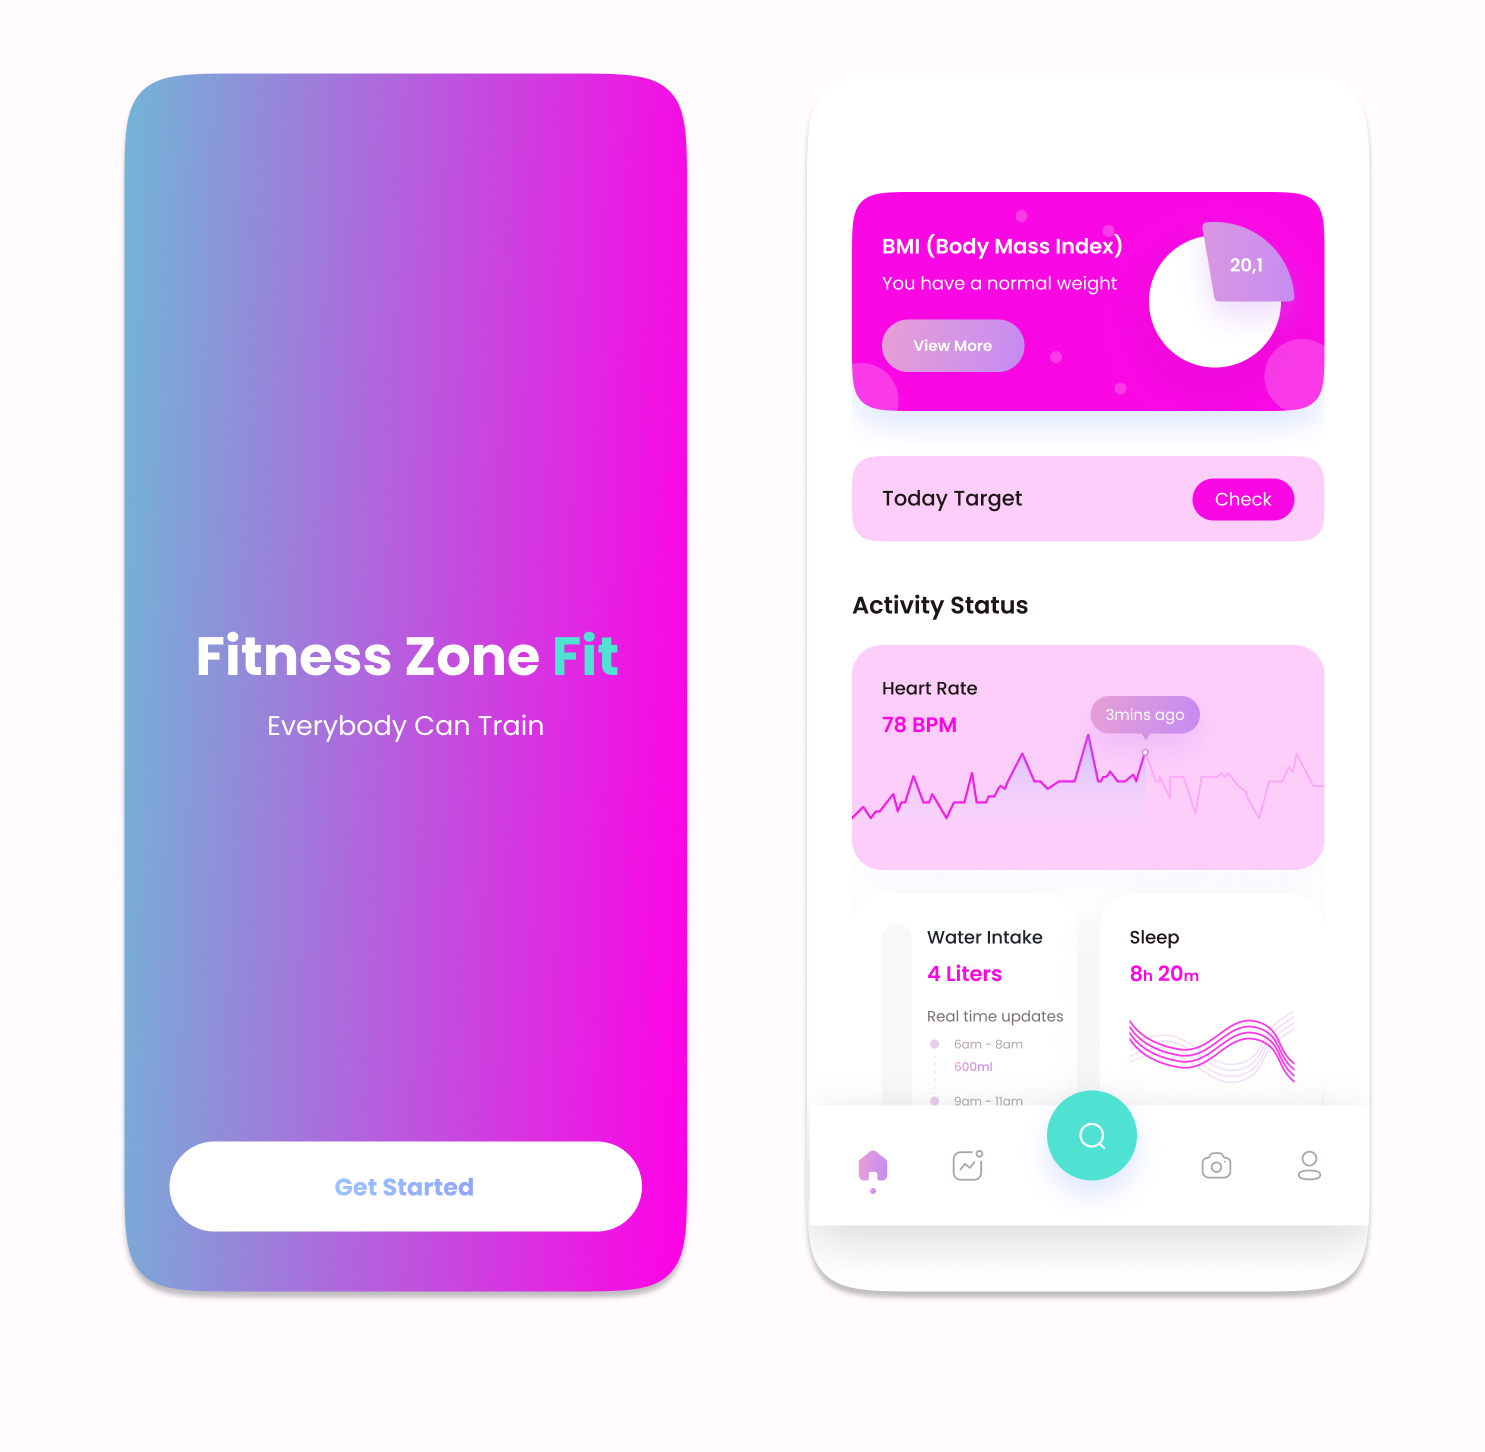 Fitness Zone Fit
Everybody Can Train
Get Started
BMI (Body Mass Index)
You have a normal weight
20,1
View More
Today Target
Check
Activity Status
Heart Rate
78 BPM
3mins ago
Water Intake
4 Liters
Real time updates
6am - 8am
600ml
9am - 11am
Sleep
8h 20m